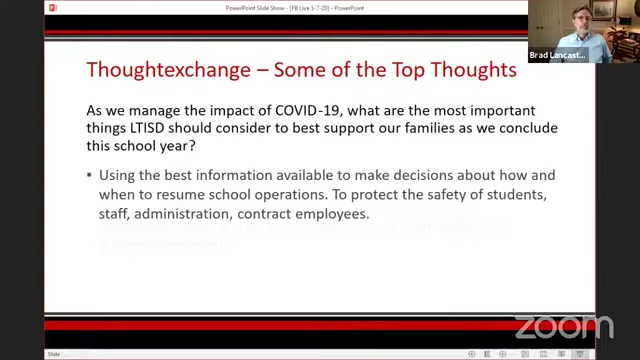 PowerPoint Slide Show - [FB Live 5-7-20] - PowerPoint
Brad Lancast...
Thoughtexchange – Some of the Top Thoughts
As we manage the impact of COVID-19, what are the most important
things LTISD should consider to best support our families as we conclude
this school year?
▪ Using the best information available to make decisions about how and
when to resume school operations. To protect the safety of students,
staff, administration, contract employees.
zoom
Slide